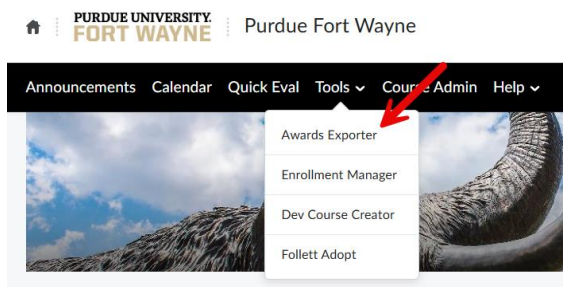 PURDUE UNIVERSITY.
FORT WAYNE
Purdue Fort Wayne
Announcements Calendar Quick Eval Tools Course Admin Help
Awards Exporter
Enrollment Manager
Dev Course Creator
Follett Adopt